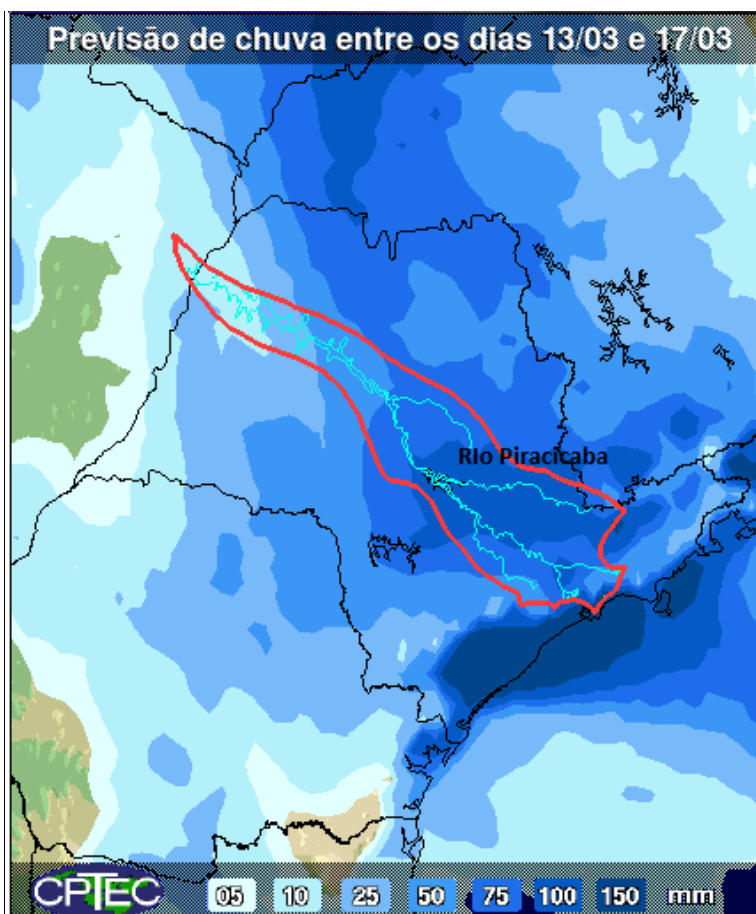 Previsão de chuva entre os dias 13/03 e 17/03
RIo Piracicaba
CPTEC 05 10 25 50 75 100 150 mm